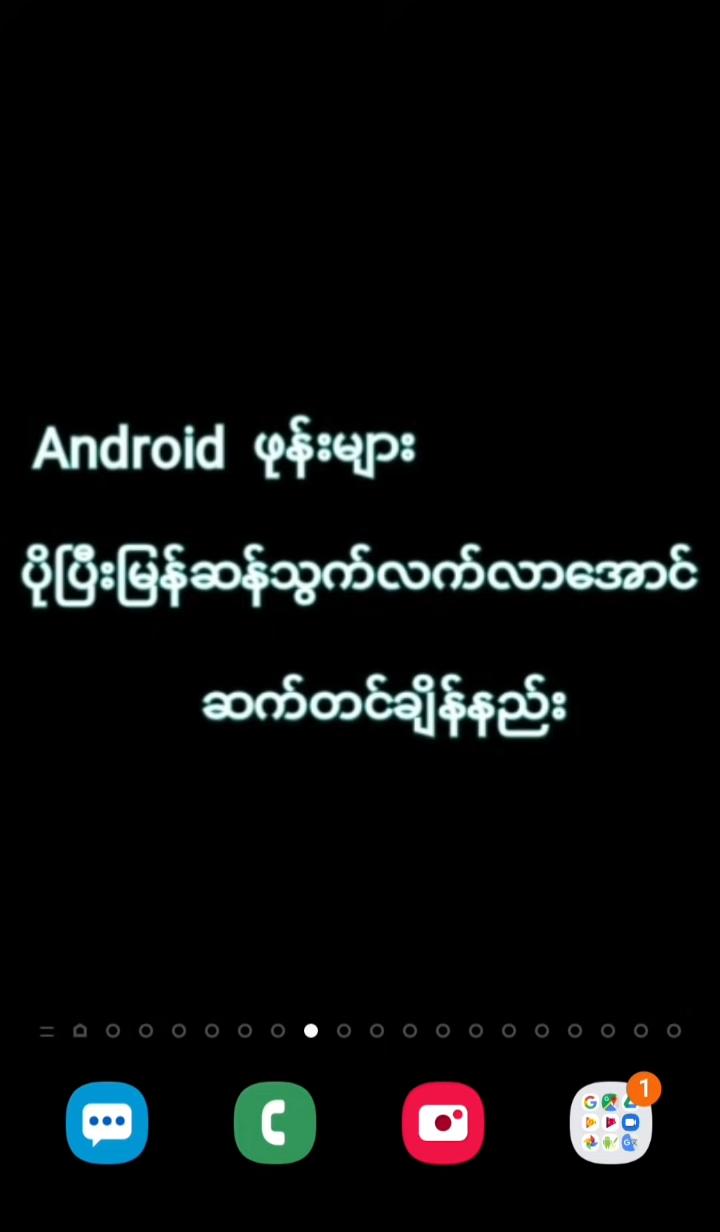 Android ဖုန်းများ
ပိုပြီးမြန်ဆန်သွက်လက်လာအောင်
ဆက်တင်ချိန်နည်း
1